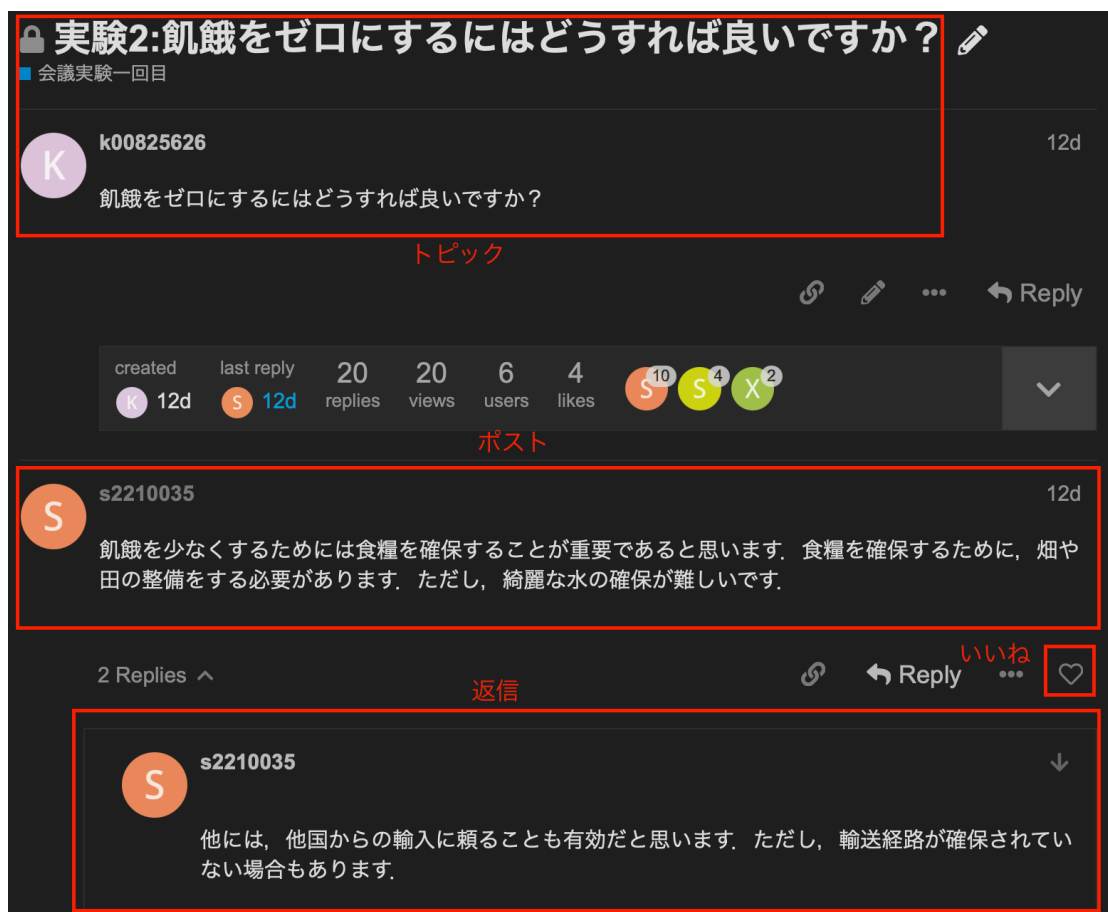 実験2:飢餓をゼロにするにはどうすれば良いですか？
会議実験一回目
K
k00825626
12d
飢餓をゼロにするにはどうすれば良いですか？
トピック
Reply
created
last reply
20
20
6
4
S 10
S 4
X 2
K 12d
S 12d
replies
views
users
likes
ポスト
S
s2210035
12d
飢餓を少なくするためには食糧を確保することが重要であると思います．食糧を確保するために，畑や
田の整備をする必要があります．ただし，綺麗な水の確保が難しいです．
いいね
2 Replies
Reply
返信
S
s2210035
他には，他国からの輸入に頼ることも有効だと思います．ただし，輸送経路が確保されてい
ない場合もあります．